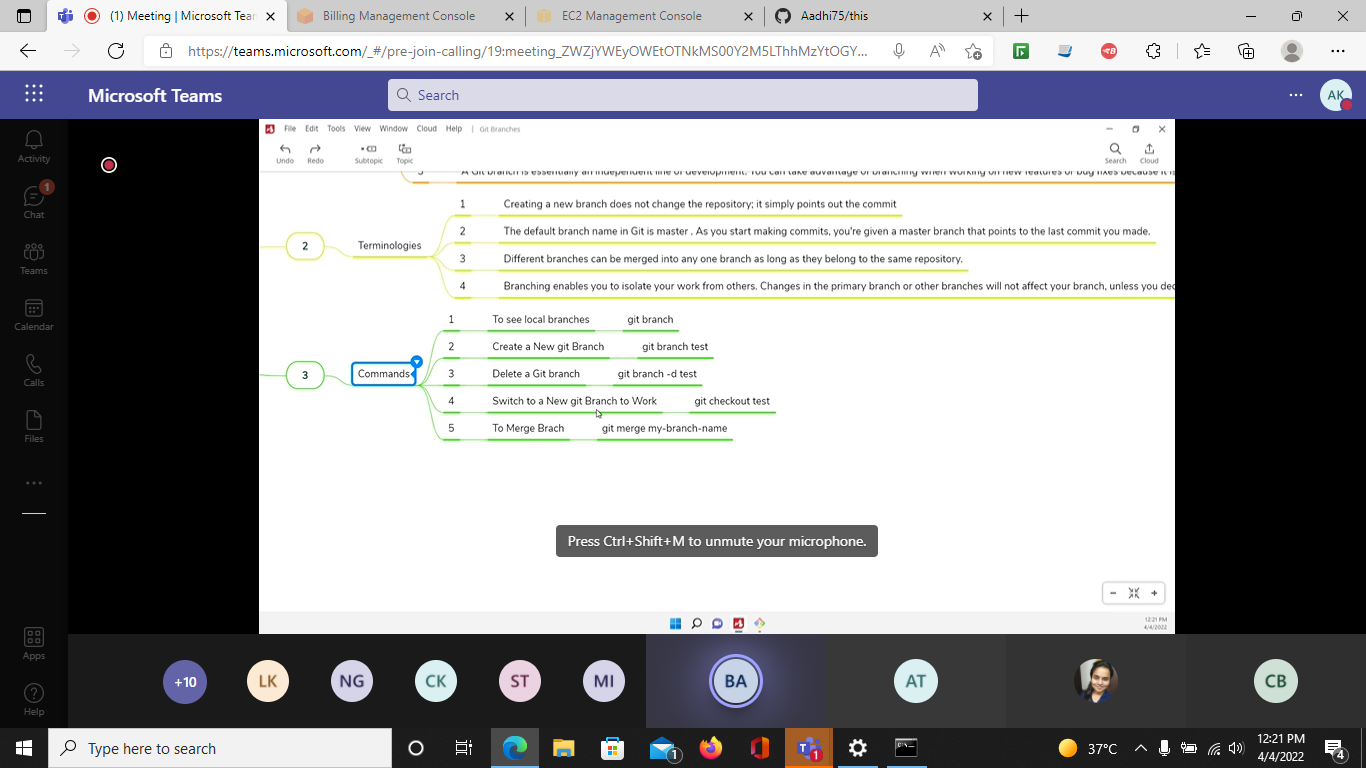 (1) Meeting | Microsoft Tea
Billing Management Console
EC2 Management Console
Aadhi75/this
https://teams.microsoft.com/_#/pre-join-calling/19:meeting_ZWZjYWEyOWEtOTNkMS00Y2M5LThhMzYtOGY...
Microsoft Teams
Search
AK
Activity
Chat
1
Teams
Calendar
Calls
Files
Apps
Help
File Edit Tools View Window Cloud Help | Git Branches
Undo Redo Subtopic Topic Search Cloud
A Git branch is essentially an independent line of development. You can take advantage of branching when working on new features or bug fixes because it is
2 Terminologies
1 Creating a new branch does not change the repository; it simply points out the commit
2 The default branch name in Git is master . As you start making commits, you're given a master branch that points to the last commit you made.
3 Different branches can be merged into any one branch as long as they belong to the same repository.
4 Branching enables you to isolate your work from others. Changes in the primary branch or other branches will not affect your branch, unless you dec
3 Commands
1 To see local branches git branch
2 Create a New git Branch git branch test
3 Delete a Git branch git branch -d test
4 Switch to a New git Branch to Work git checkout test
5 To Merge Brach git merge my-branch-name
Press Ctrl+Shift+M to unmute your microphone.
12:21 PM
4/4/2022
+10 LK NG CK ST MI BA AT CB
Type here to search
1
1
37°C
12:21 PM
4/4/2022
4